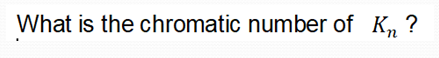 What is the chromatic number of Kₙ ?